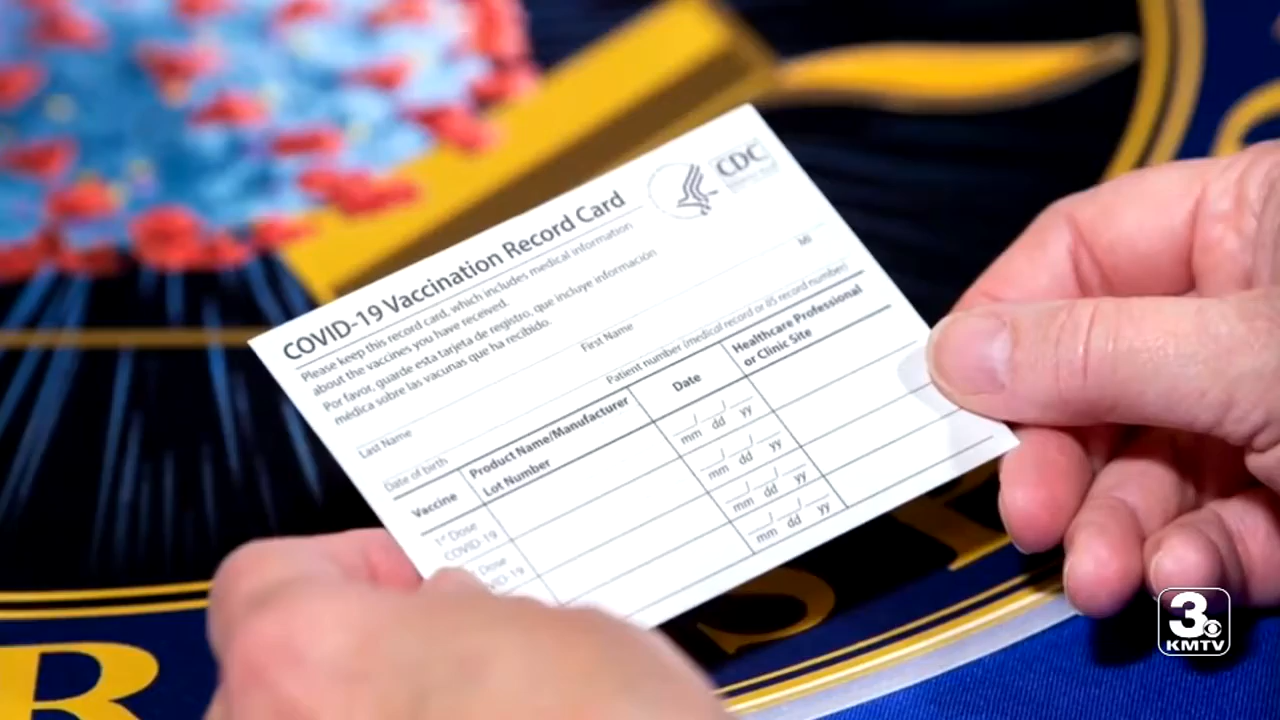 COVID-19 Vaccination Record Card
CDC
Please keep this record card, which includes medical information
about the vaccines you have received.
Por favor, guarde esta tarjeta de registro, que incluye información
médica sobre las vacunas que ha recibido.
Last Name
First Name
MI
Date of birth
Patient number (medical record or IIS record number)
Vaccine
Product Name/Manufacturer
Lot Number
Date
Healthcare Professional
or Clinic Site
1st Dose
COVID-19
mm dd yy
Dose
mm dd yy
mm dd yy
mm dd yy
R
S
3
KMTV